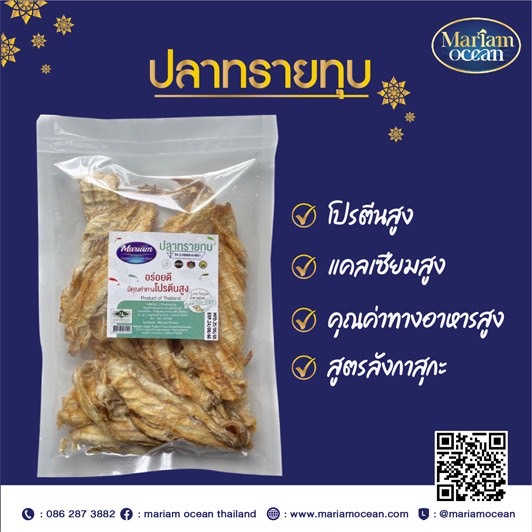 Mariam
ocean
ปลาทรายทุบ
Mariam
ปลาทรายทุบ
อร่อยดี
มีคุณค่าทางโปรตีนสูง
Product of Thailand
โปรตีนสูง
แคลเซียมสูง
คุณค่าทางอาหารสูง
สูตรลังกาสุกะ
: 086 287 3882
: mariam ocean thailand
: www.mariamocean.com
: @mariamocean